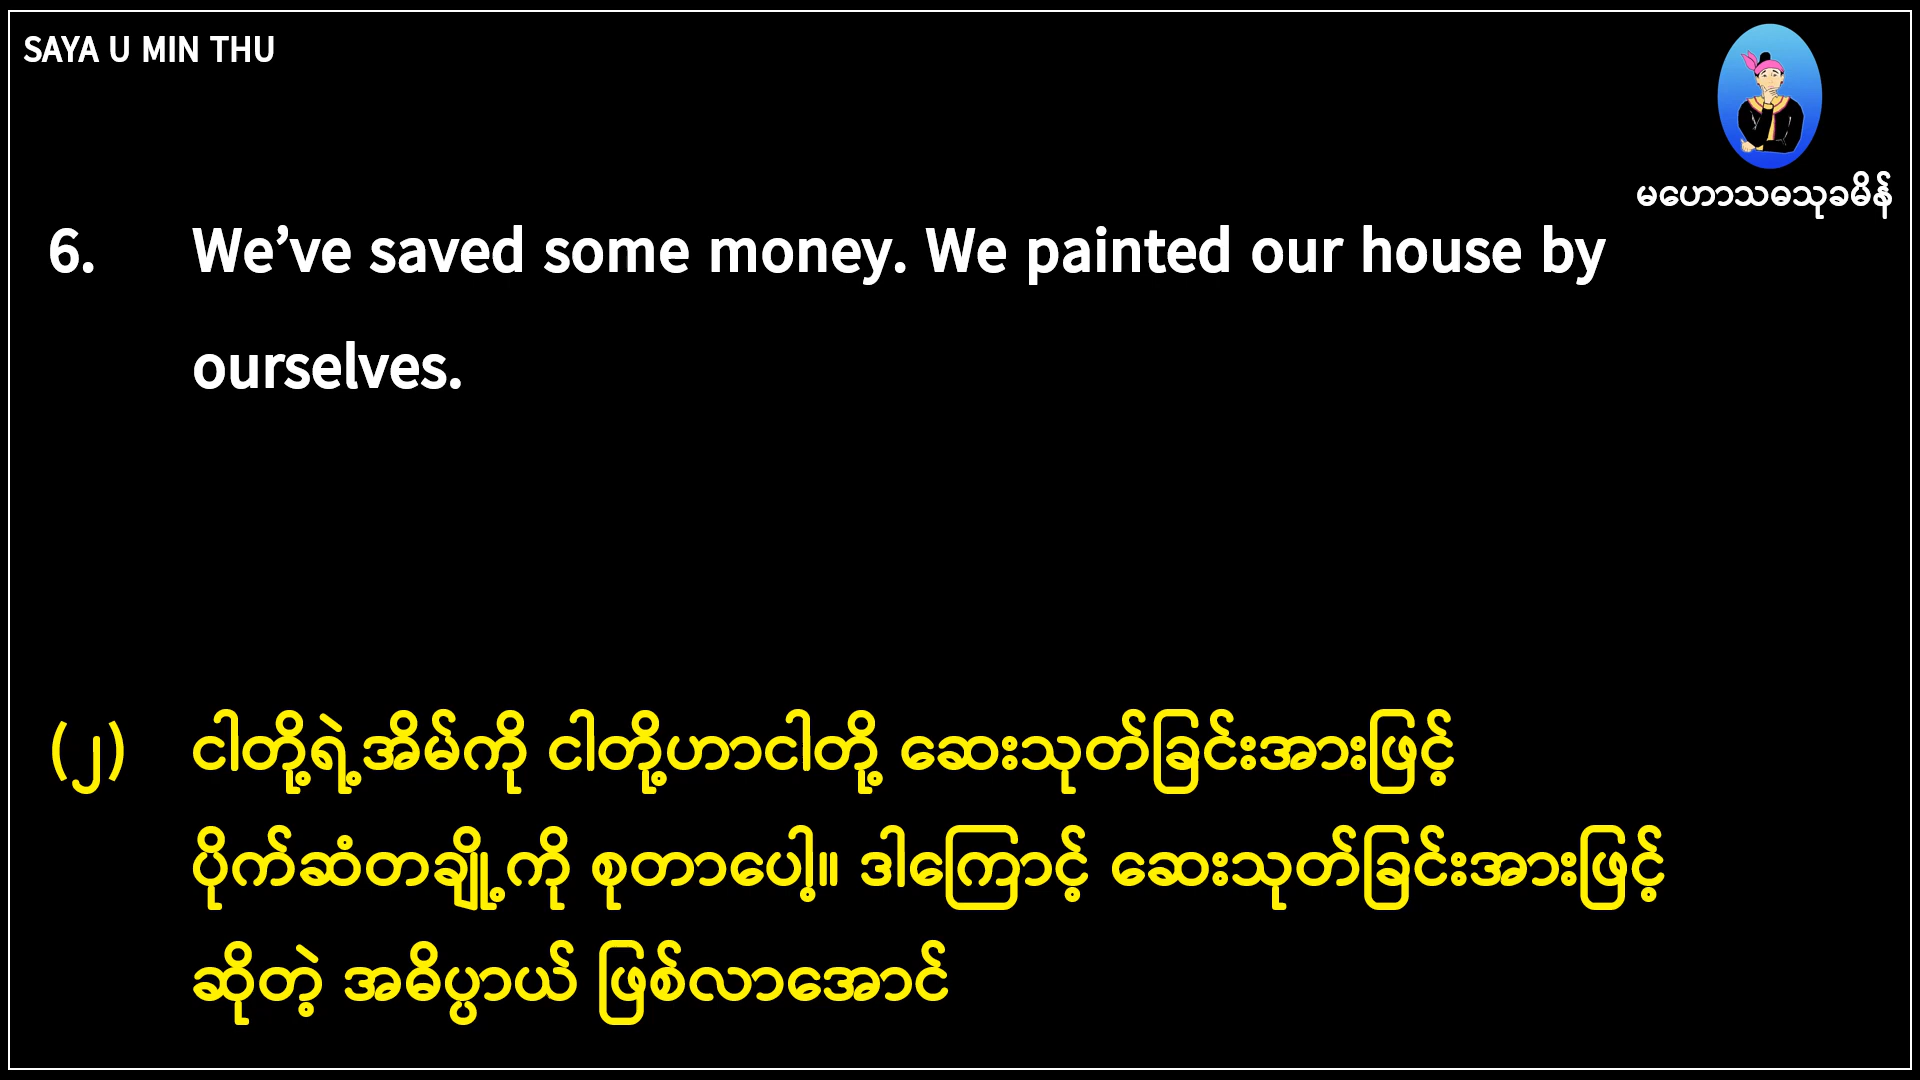 SAYA U MIN THU
မဟောသဓသုခမိန်
6. We’ve saved some money. We painted our house by
ourselves.
(၂) ငါတို့ရဲ့အိမ်ကို ငါတို့ဟာငါတို့ ဆေးသုတ်ခြင်းအားဖြင့်
ပိုက်ဆံတချို့ကို စုတာပေါ့။ ဒါကြောင့် ဆေးသုတ်ခြင်းအားဖြင့်
ဆိုတဲ့ အဓိပ္ပာယ် ဖြစ်လာအောင်